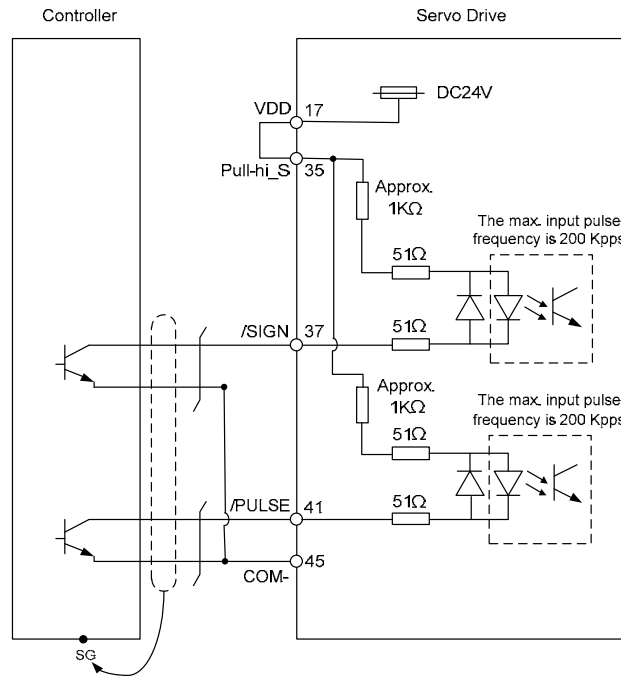 Controller
Servo Drive
DC24V
VDD
17
Pull-hi_S
35
Approx.
1KΩ
The max. input pulse
frequency is 200 Kpps
51Ω
/SIGN
37
51Ω
Approx.
1KΩ
The max. input pulse
frequency is 200 Kpps
51Ω
/PULSE
41
51Ω
45
COM-
SG